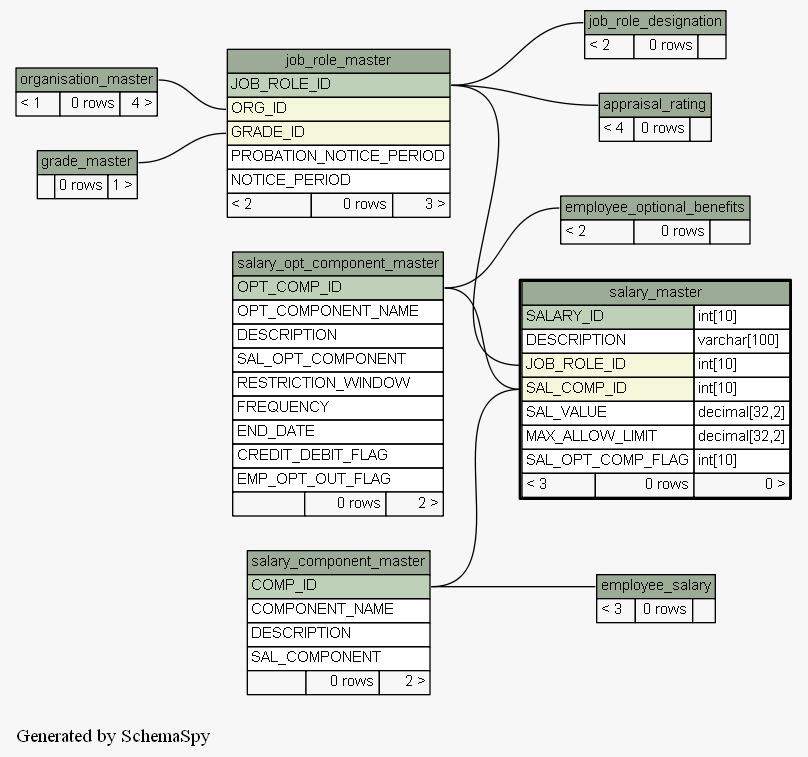 job_role_designation
< 2 0 rows
organisation_master
< 1 0 rows 4 >
job_role_master
JOB_ROLE_ID
ORG_ID
GRADE_ID
PROBATION_NOTICE_PERIOD
NOTICE_PERIOD
< 2 0 rows 3 >
appraisal_rating
< 4 0 rows
grade_master
0 rows 1 >
employee_optional_benefits
< 2 0 rows
salary_opt_component_master
OPT_COMP_ID
OPT_COMPONENT_NAME
DESCRIPTION
SAL_OPT_COMPONENT
RESTRICTION_WINDOW
FREQUENCY
END_DATE
CREDIT_DEBIT_FLAG
EMP_OPT_OUT_FLAG
0 rows 2 >
salary_master
SALARY_ID int[10]
DESCRIPTION varchar[100]
JOB_ROLE_ID int[10]
SAL_COMP_ID int[10]
SAL_VALUE decimal[32,2]
MAX_ALLOW_LIMIT decimal[32,2]
SAL_OPT_COMP_FLAG int[10]
< 3 0 rows 0 >
salary_component_master
COMP_ID
COMPONENT_NAME
DESCRIPTION
SAL_COMPONENT
0 rows 2 >
employee_salary
< 3 0 rows
Generated by SchemaSpy